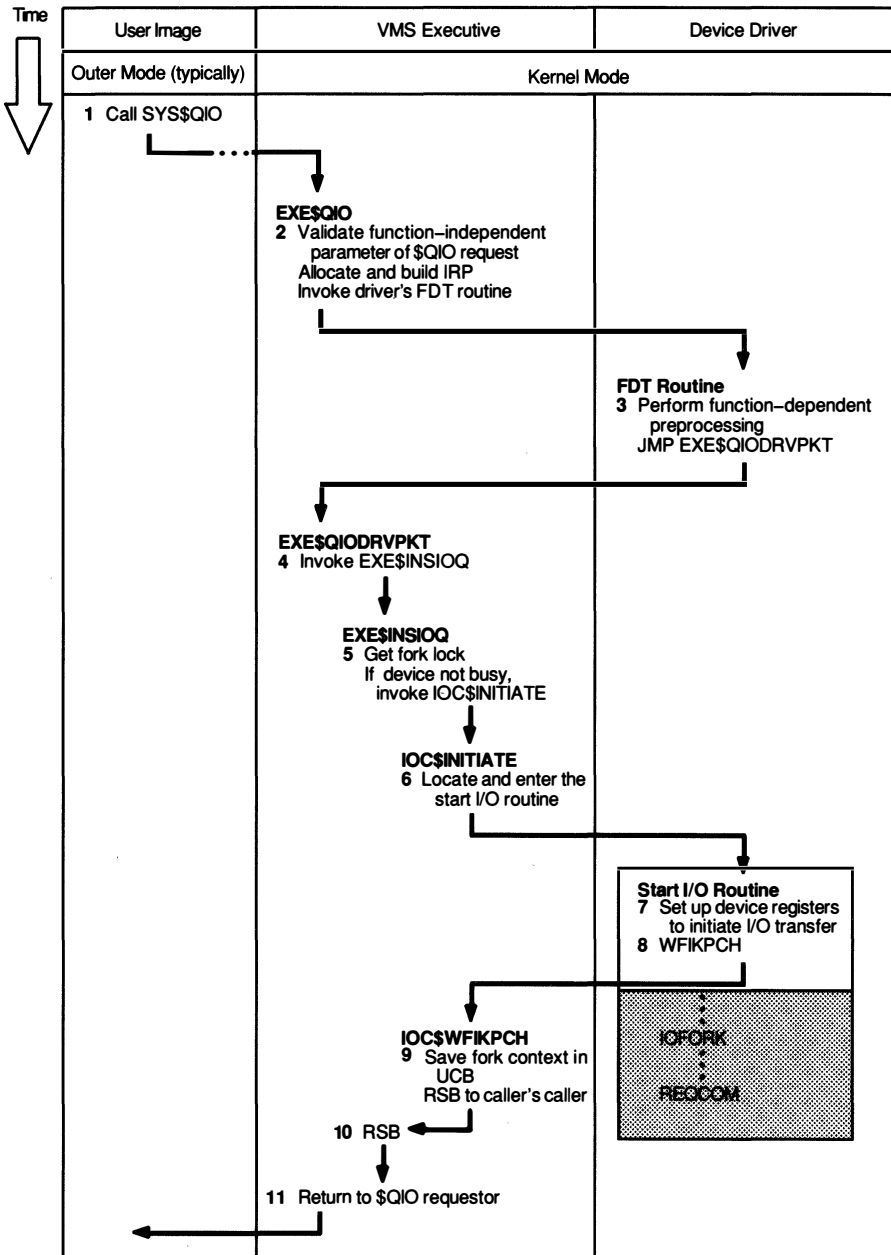 Time
User Image
VMS Executive
Device Driver
Outer Mode (typically)
Kernel Mode
1 Call SYS$QIO
EXE$QIO
2 Validate function–independent
parameter of $QIO request
Allocate and build IRP
Invoke driver's FDT routine
FDT Routine
3 Perform function–dependent
preprocessing
JMP EXE$QIODRVPKT
EXE$QIODRVPKT
4 Invoke EXE$INSIOQ
EXE$INSIOQ
5 Get fork lock
If device not busy,
invoke IOC$INITIATE
IOC$INITIATE
6 Locate and enter the
start I/O routine
Start I/O Routine
7 Set up device registers
to initiate I/O transfer
8 WFIKPCH
IOC$WFIKPCH
9 Save fork context in
UCB
RSB to caller's caller
IOFORK
REQCOM
10 RSB
11 Return to $QIO requestor